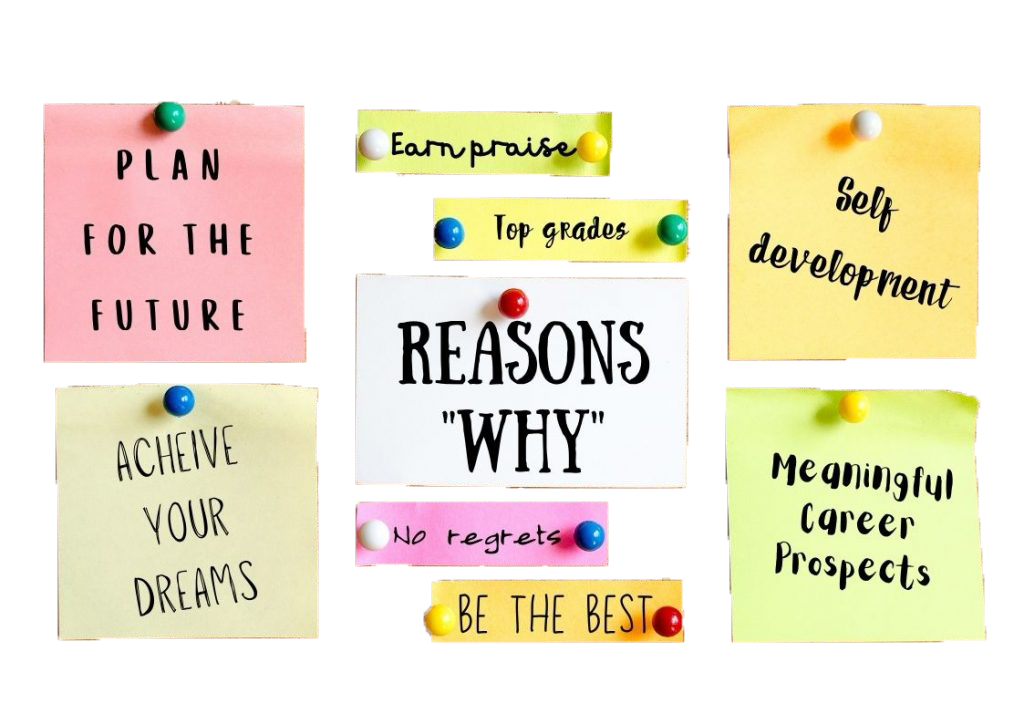 PLAN
FOR THE
FUTURE
ACHEIVE
YOUR
DREAMS
Earn praise
Top grades
REASONS
"WHY"
No regrets
BE THE BEST
Self
development
Meaningful
Career
Prospects